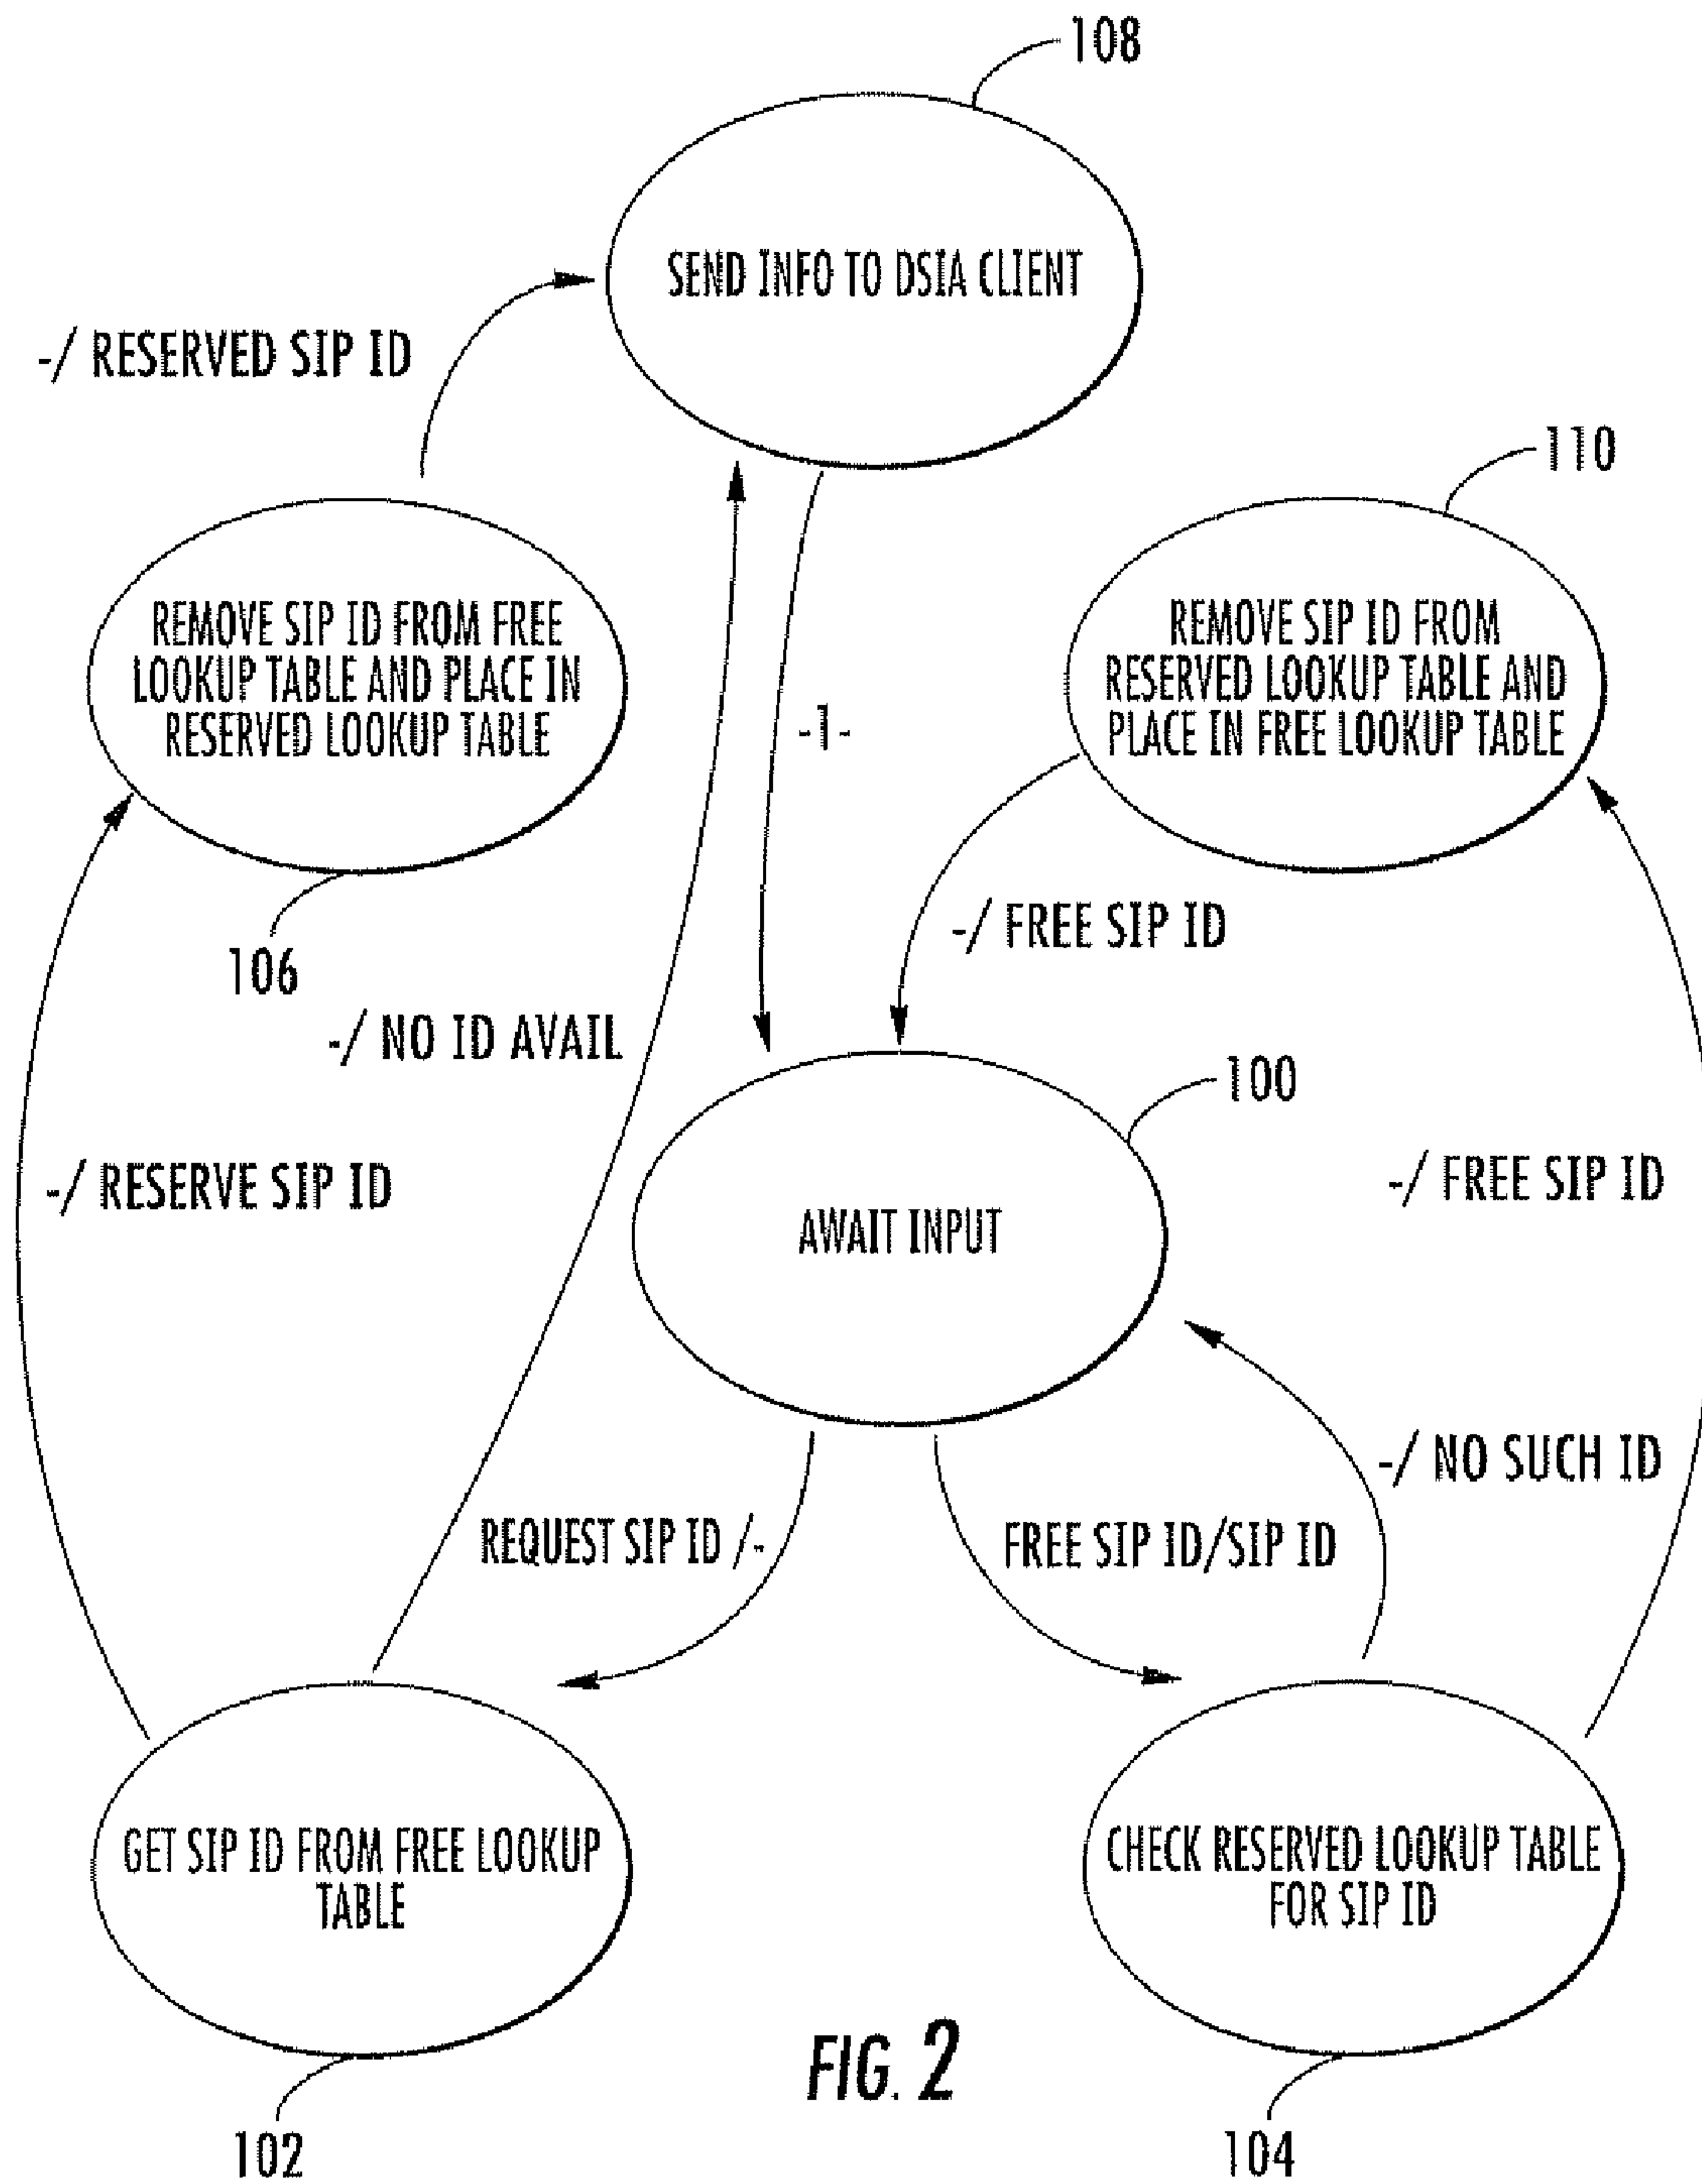 108
SEND INFO TO DSIA CLIENT
-/ RESERVED SIP ID
110
REMOVE SIP ID FROM FREE
LOOKUP TABLE AND PLACE IN
RESERVED LOOKUP TABLE
REMOVE SIP ID FROM
RESERVED LOOKUP TABLE AND
PLACE IN FREE LOOKUP TABLE
-1-
-/ FREE SIP ID
106
-/ NO ID AVAIL
100
-/ RESERVE SIP ID
-/ FREE SIP ID
AWAIT INPUT
-/ NO SUCH ID
REQUEST SIP ID /-
FREE SIP ID/SIP ID
GET SIP ID FROM FREE LOOKUP
TABLE
CHECK RESERVED LOOKUP TABLE
FOR SIP ID
FIG. 2
102
104